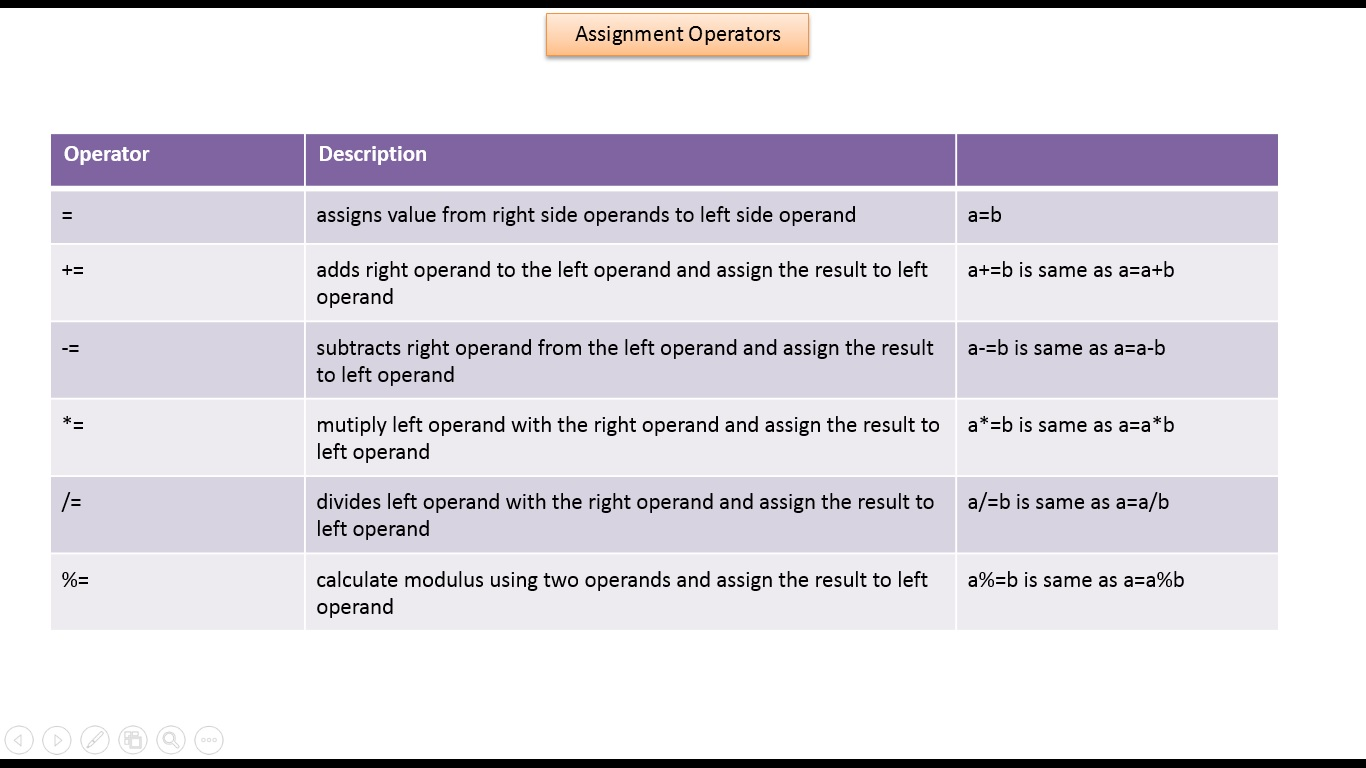 Assignment Operators
Operator Description
= assigns value from right side operands to left side operand a=b
+= adds right operand to the left operand and assign the result to left a+=b is same as a=a+b
operand
-= subtracts right operand from the left operand and assign the result a-=b is same as a=a-b
to left operand
*= mutiply left operand with the right operand and assign the result to a*=b is same as a=a*b
left operand
/= divides left operand with the right operand and assign the result to a/=b is same as a=a/b
left operand
%= calculate modulus using two operands and assign the result to left a%=b is same as a=a%b
operand